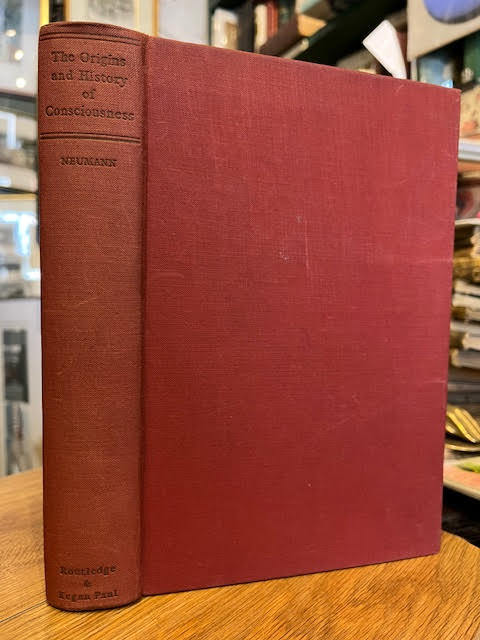 The Origins
and History
of
Consciousness
NEUMANN
Routledge
&
Kegan Paul